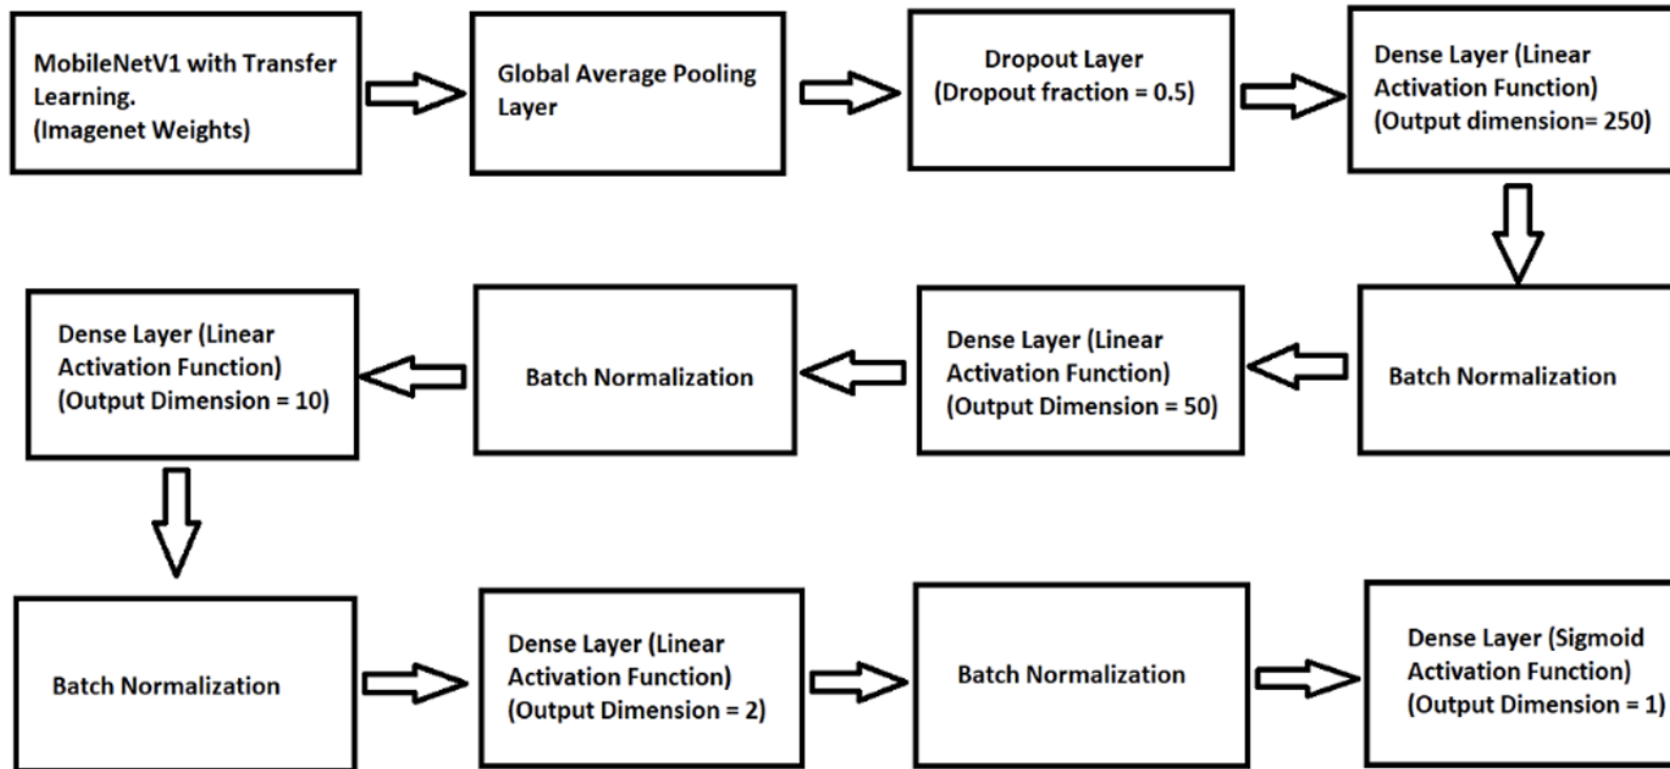 MobileNetV1 with Transfer
Learning.
(Imagenet Weights)
Global Average Pooling
Layer
Dropout Layer
(Dropout fraction = 0.5)
Dense Layer (Linear
Activation Function)
(Output dimension= 250)
Batch Normalization
Dense Layer (Linear
Activation Function)
(Output Dimension = 50)
Batch Normalization
Dense Layer (Linear
Activation Function)
(Output Dimension = 10)
Batch Normalization
Dense Layer (Linear
Activation Function)
(Output Dimension = 2)
Batch Normalization
Dense Layer (Sigmoid
Activation Function)
(Output Dimension = 1)